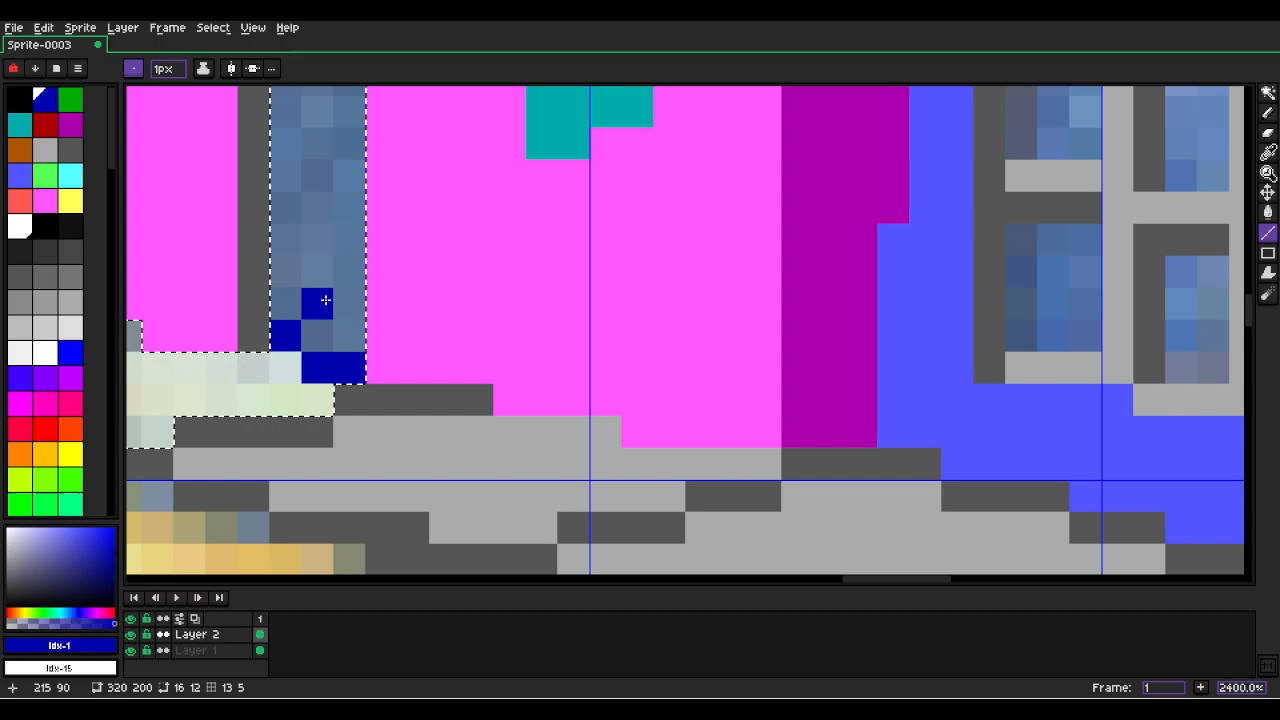 File Edit Sprite Layer Frame Select View Help
Sprite-0003
1px
Idx-1
Idx-15
1
Layer 2
Layer 1
215 90 320 200 16 12 13 5
Frame: 1 2400.0%